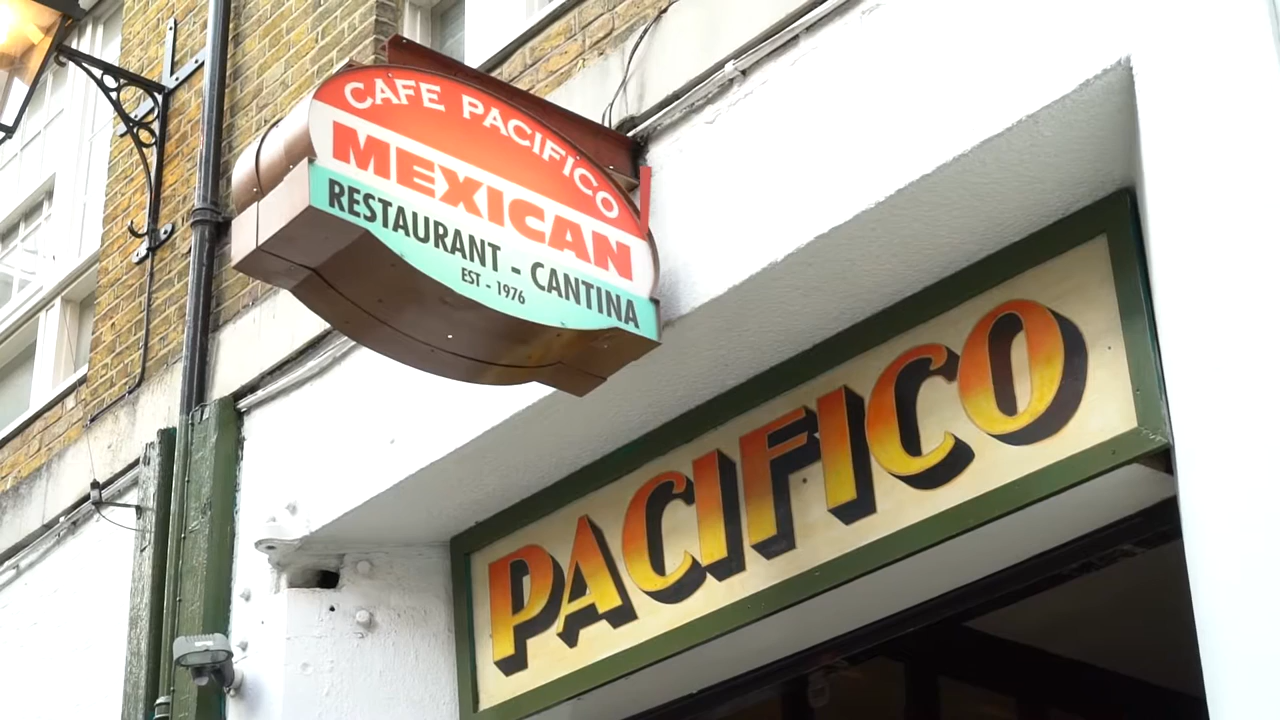 CAFE PACIFICO
MEXICAN
RESTAURANT - CANTINA
EST - 1976
PACIFICO